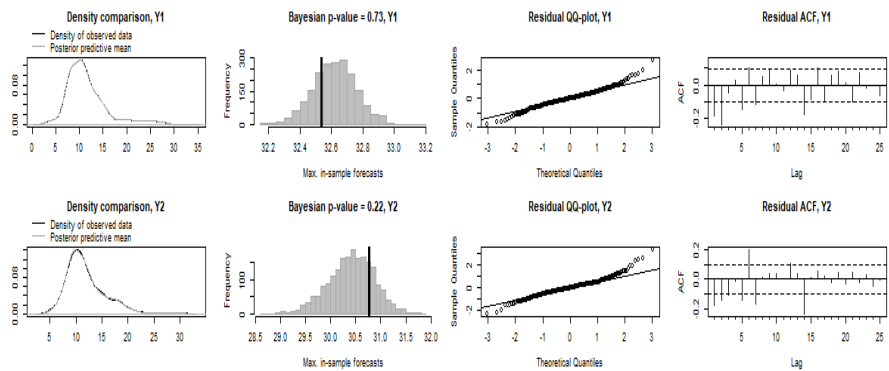 Density comparison, Y1
Density of observed data
Posterior predictive mean
0.00 0.08
0 5 10 15 20 25 30 35
Bayesian p-value = 0.73, Y1
Frequency
0 150 300
32.2 32.4 32.6 32.8 33.0 33.2
Max. in-sample forecasts
Residual QQ-plot, Y1
Sample Quantiles
-2 0 2
-3 -2 -1 0 1 2 3
Theoretical Quantiles
Residual ACF, Y1
ACF
-0.2 0.0
0 5 10 15 20 25
Lag
Density comparison, Y2
Density of observed data
Posterior predictive mean
0.00 0.08
5 10 15 20 25 30
Bayesian p-value = 0.22, Y2
Frequency
0 100
28.5 29.0 29.5 30.0 30.5 31.0 31.5 32.0
Max. in-sample forecasts
Residual QQ-plot, Y2
Sample Quantiles
-2 0 2
-3 -2 -1 0 1 2 3
Theoretical Quantiles
Residual ACF, Y2
ACF
-0.2 0.0 0.2
0 5 10 15 20 25
Lag